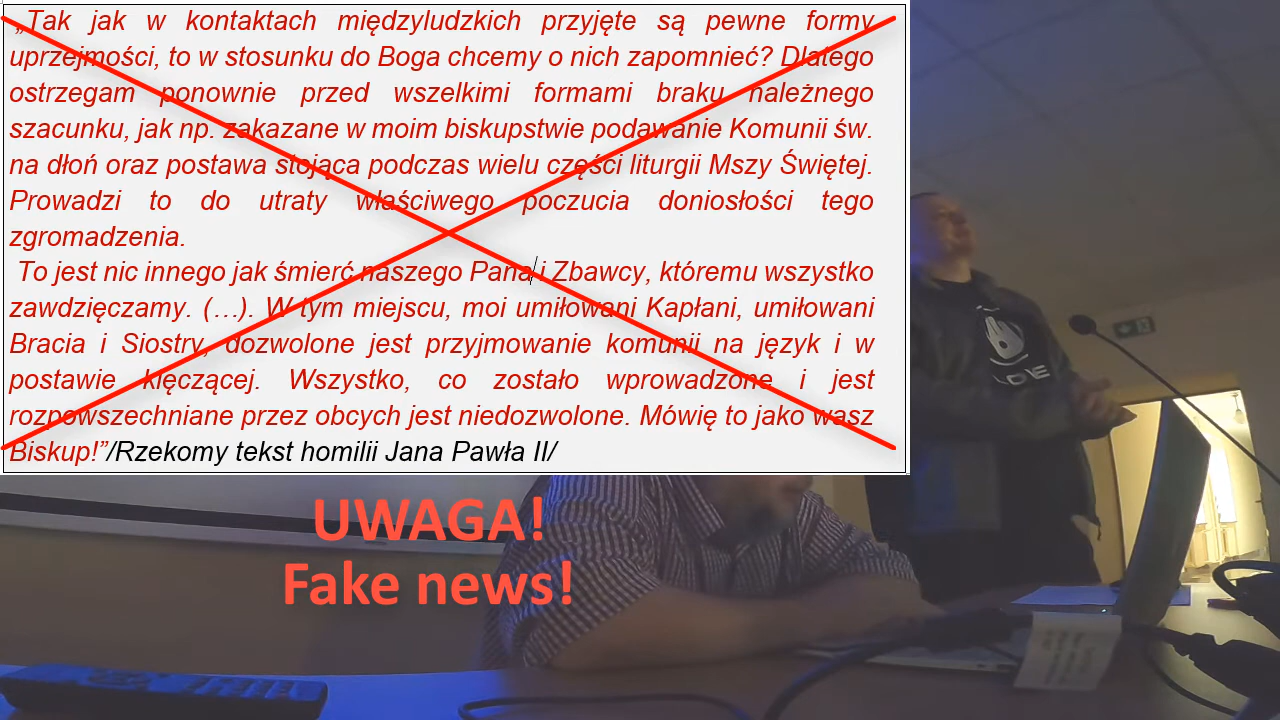 „Tak jak w kontaktach międzyludzkich przyjęte są pewne formy
uprzejmości, to w stosunku do Boga chcemy o nich zapomnieć? Dlatego
ostrzegam ponownie przed wszelkimi formami braku należnego
szacunku, jak np. zakazane w moim biskupstwie podawanie Komunii św.
na dłoń oraz postawa stojąca podczas wielu części liturgii Mszy Świętej.
Prowadzi to do utraty właściwego poczucia doniosłości tego
zgromadzenia.
To jest nic innego jak śmierć naszego Pana i Zbawcy, któremu wszystko
zawdzięczamy. (…). W tym miejscu, moi umiłowani Kapłani, umiłowani
Bracia i Siostry, dozwolone jest przyjmowanie komunii na język i w
postawie klęczącej. Wszystko, co zostało wprowadzone i jest
rozpowszechniane przez obcych jest niedozwolone. Mówię to jako wasz
Biskup!”/Rzekomy tekst homilii Jana Pawła II/
UWAGA!
Fake news!